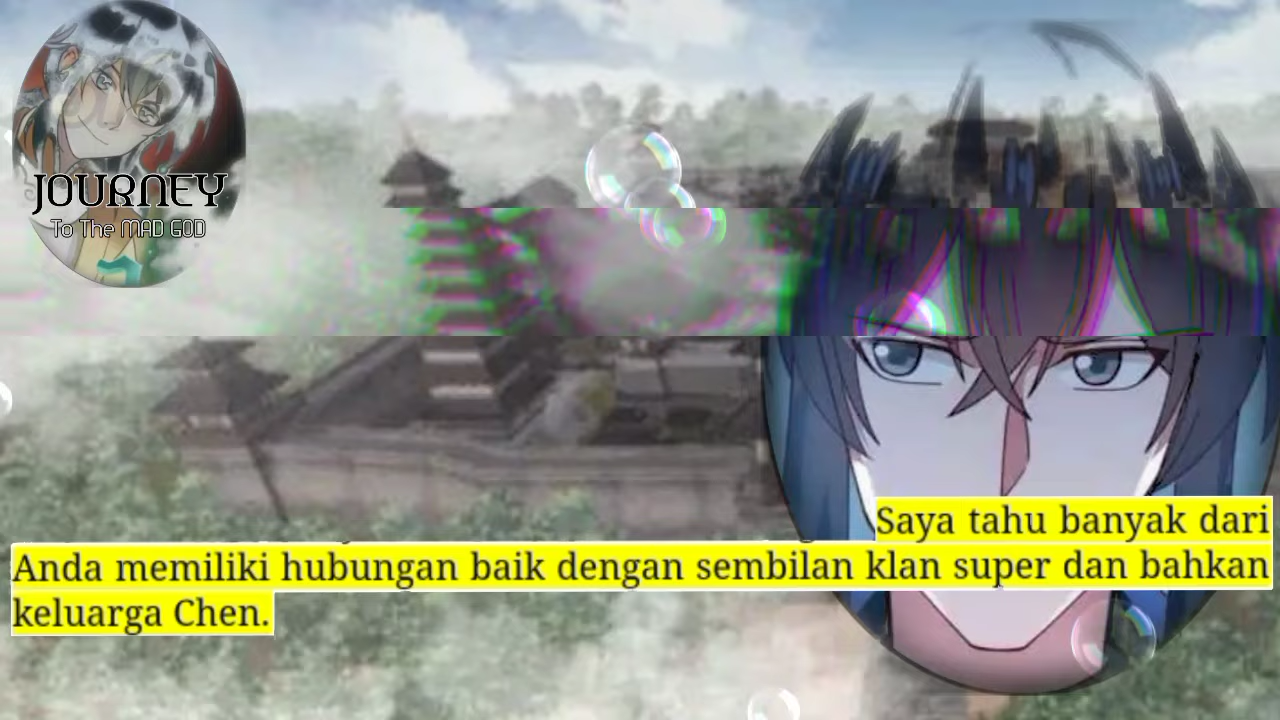 JOURNEY
To The MAD GOD
Saya tahu banyak dari
Anda memiliki hubungan baik dengan sembilan klan super dan bahkan
keluarga Chen.